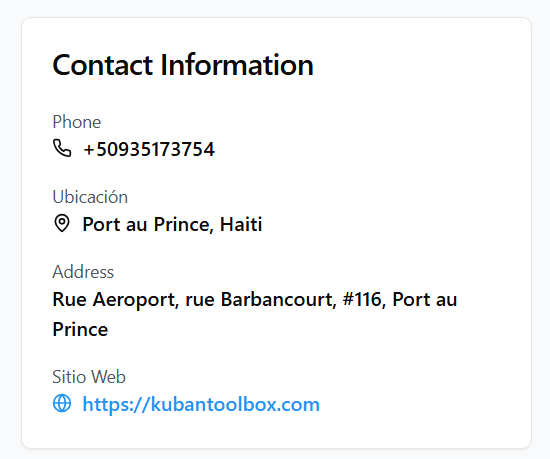 Contact Information
Phone
+50935173754
Ubicación
Port au Prince, Haiti
Address
Rue Aeroport, rue Barbancourt, #116, Port au
Prince
Sitio Web
https://kubantoolbox.com